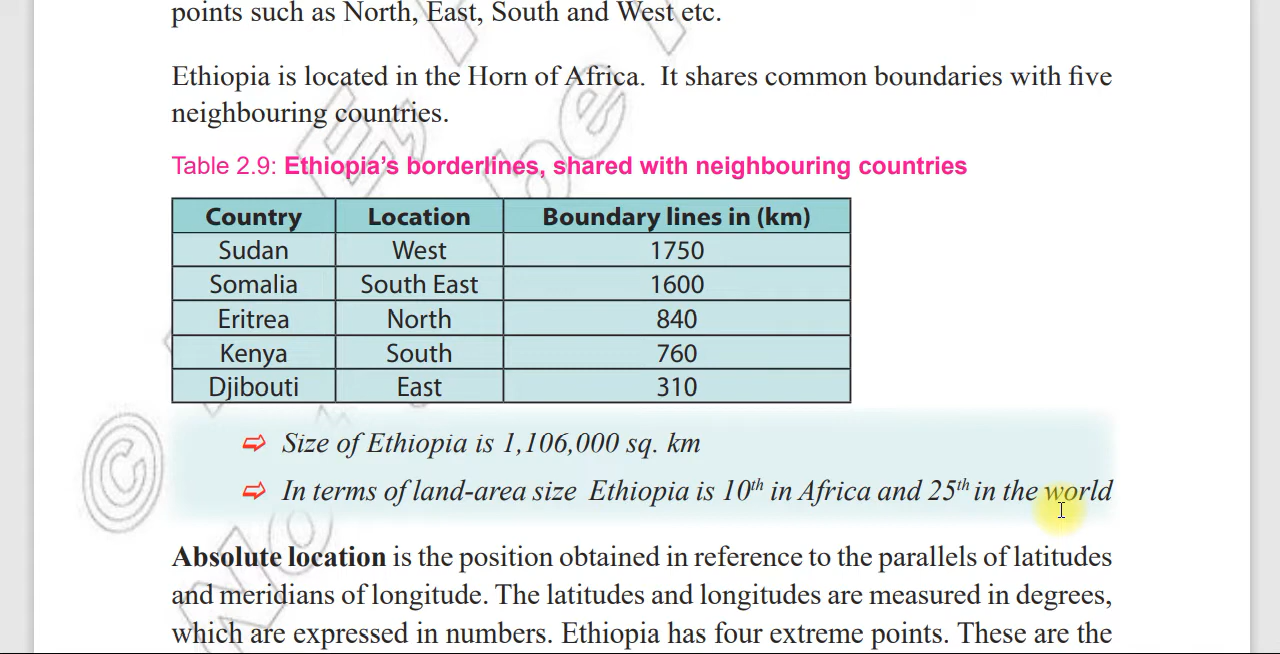 points such as North, East, South and West etc.
Ethiopia is located in the Horn of Africa.  It shares common boundaries with five
neighbouring countries.
Table 2.9: Ethiopia's borderlines, shared with neighbouring countries
Country Location Boundary lines in (km)
Sudan West 1750
Somalia South East 1600
Eritrea North 840
Kenya South 760
Djibouti East 310
⇨ Size of Ethiopia is 1,106,000 sq. km
⇨ In terms of land-area size  Ethiopia is 10th in Africa and 25th in the world
Absolute location is the position obtained in reference to the parallels of latitudes
and meridians of longitude. The latitudes and longitudes are measured in degrees,
which are expressed in numbers. Ethiopia has four extreme points. These are the